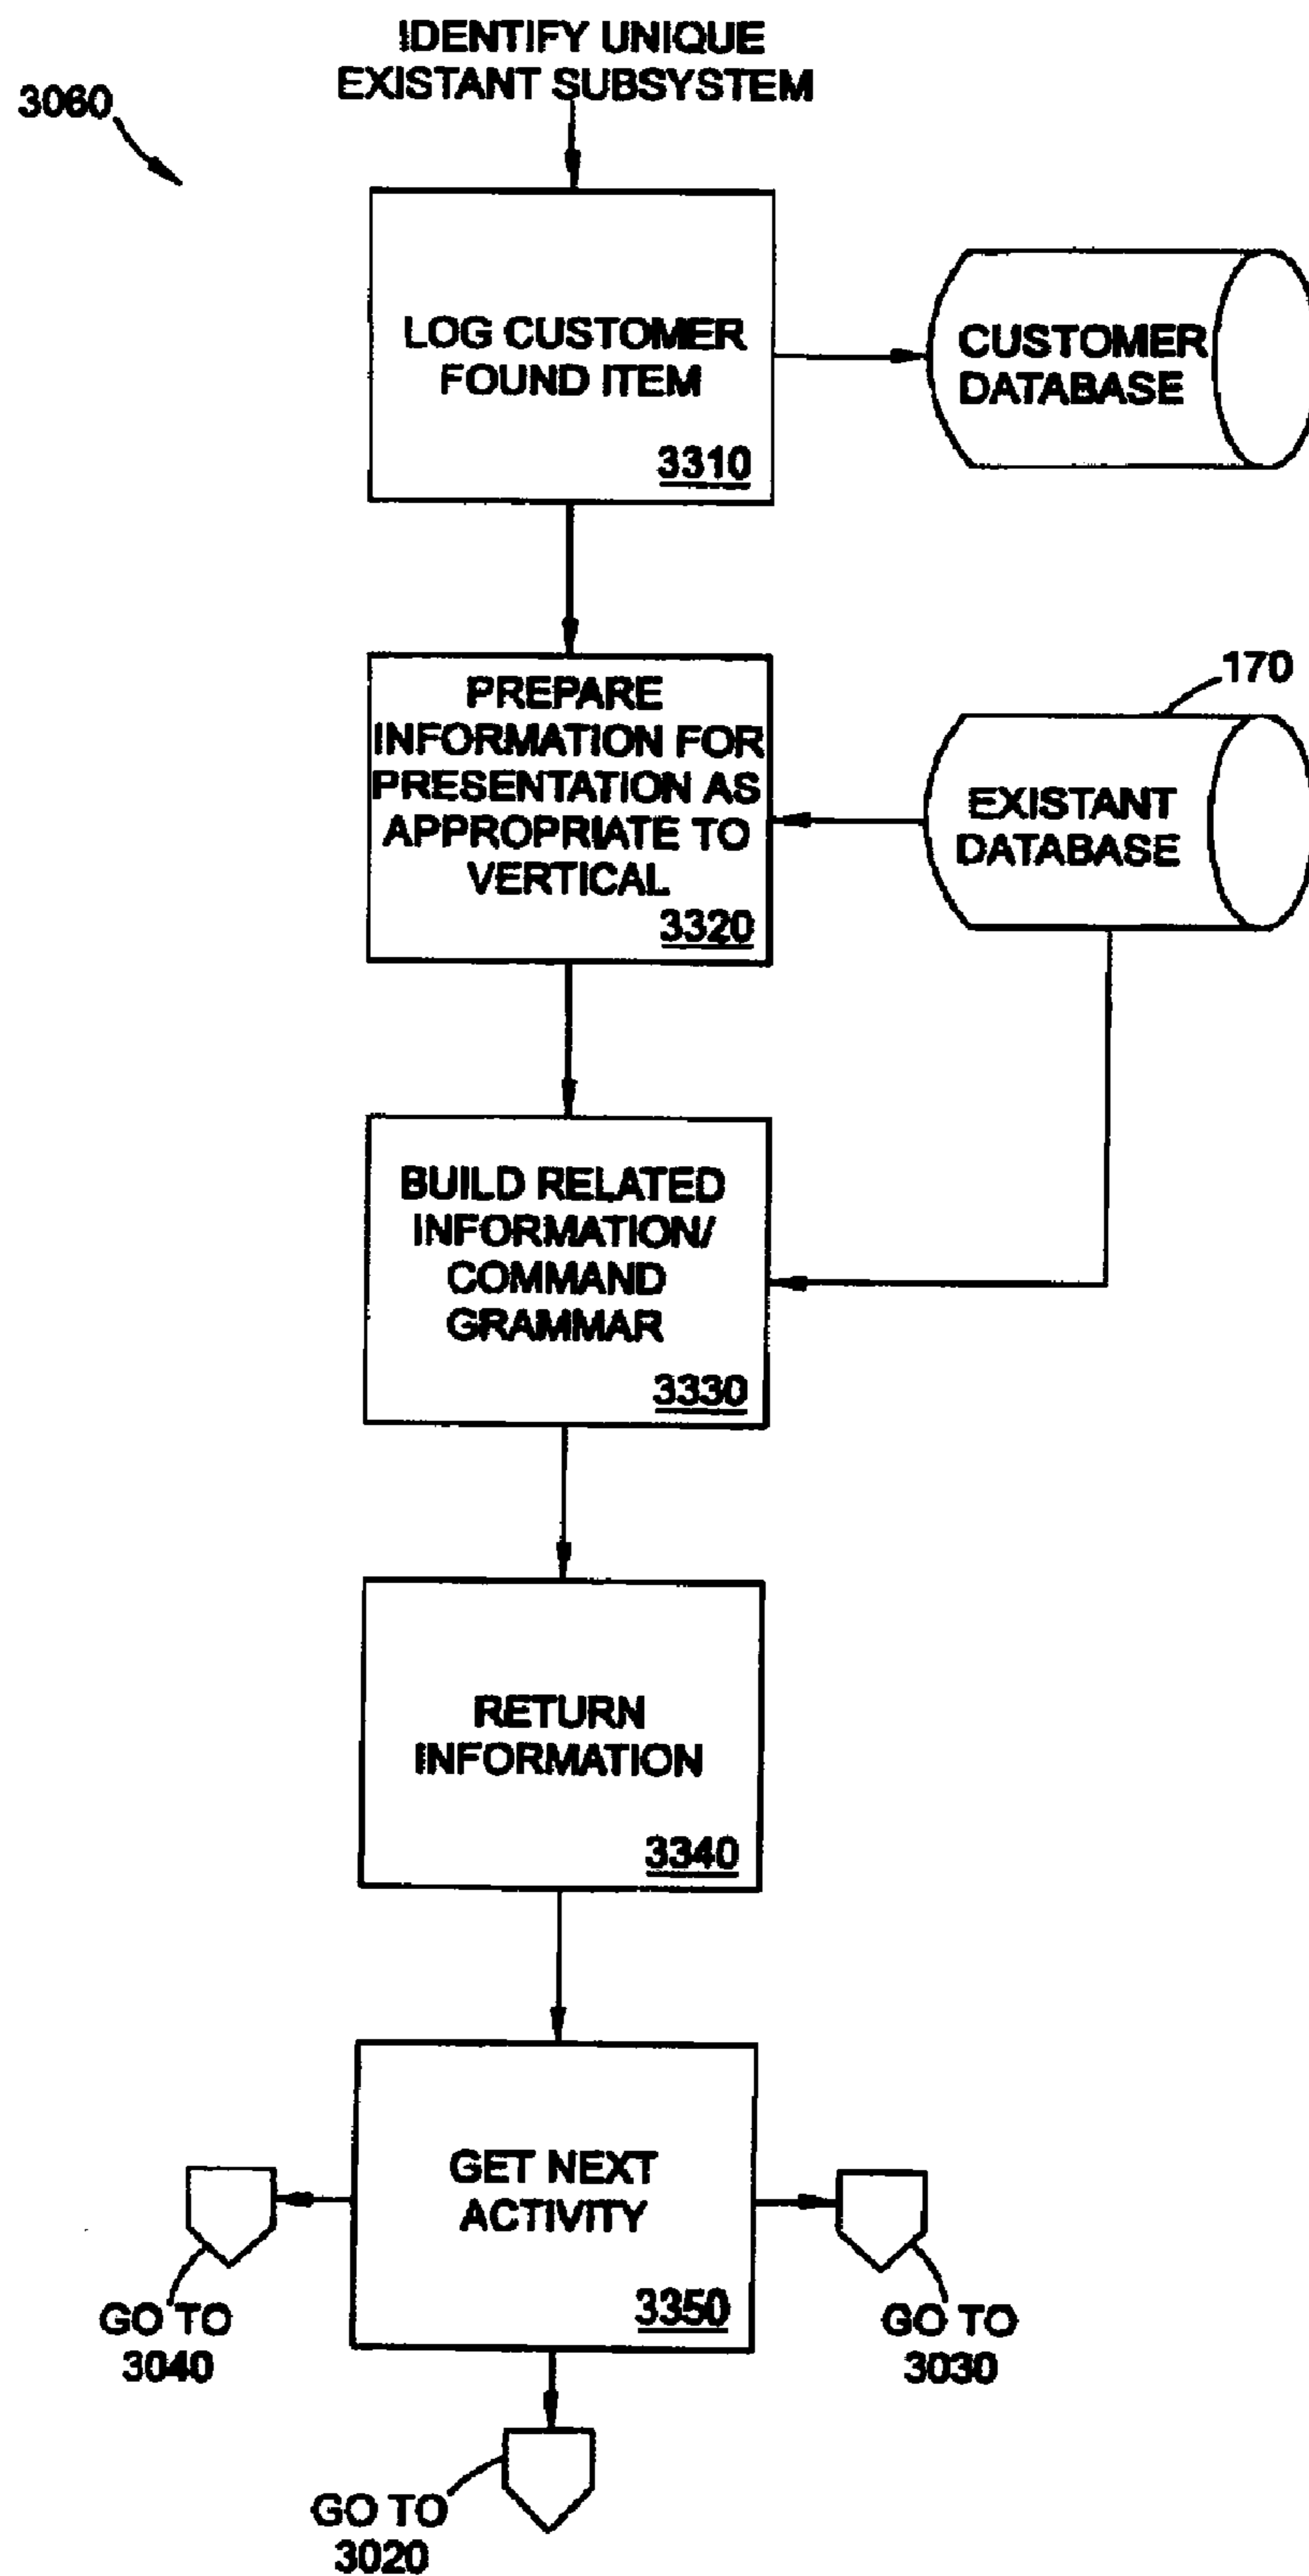 IDENTIFY UNIQUE
EXISTANT SUBSYSTEM
3060
LOG CUSTOMER
FOUND ITEM
3310
CUSTOMER
DATABASE
PREPARE
INFORMATION FOR
PRESENTATION AS
APPROPRIATE TO
VERTICAL
3320
170
EXISTANT
DATABASE
BUILD RELATED
INFORMATION/
COMMAND
GRAMMAR
3330
RETURN
INFORMATION
3340
GET NEXT
ACTIVITY
3350
GO TO
3040
GO TO
3030
GO TO
3020